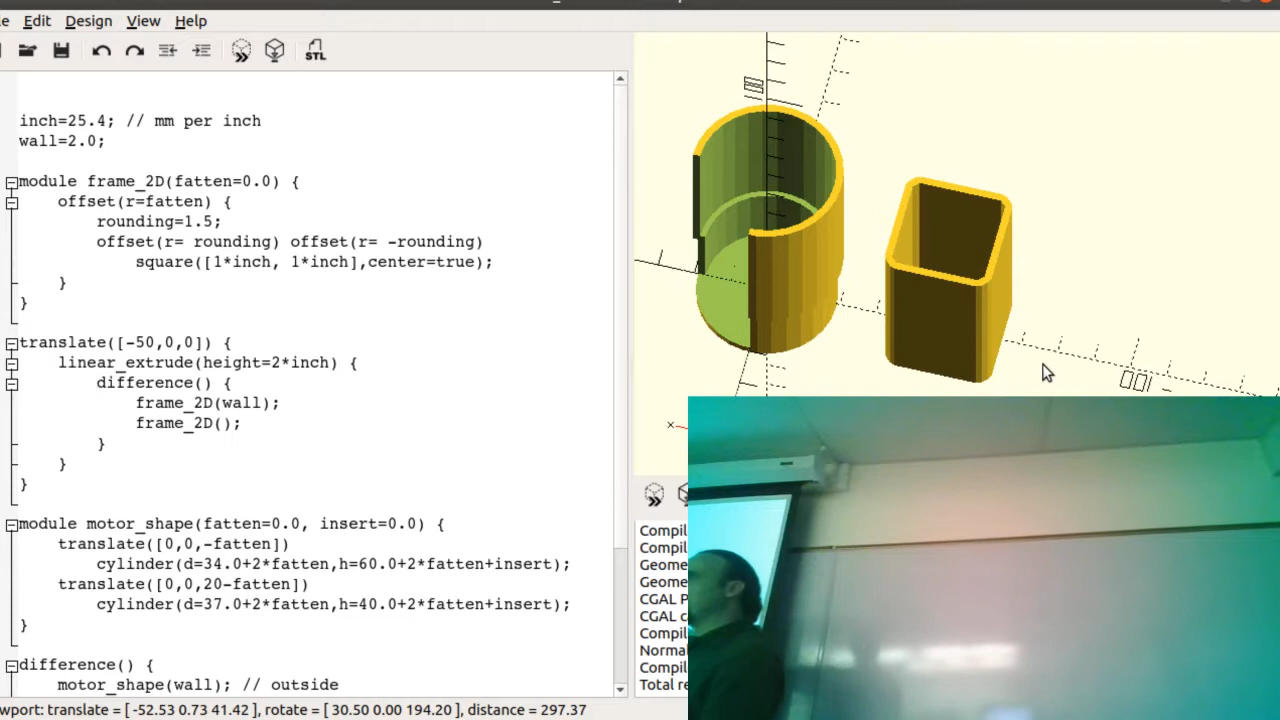 Edit Design View Help
STL
inch=25.4; // mm per inch
wall=2.0;
module frame_2D(fatten=0.0) {
offset(r=fatten) {
rounding=1.5;
offset(r= rounding) offset(r= -rounding)
square([1*inch, 1*inch],center=true);
}
}
translate([-50,0,0]) {
linear_extrude(height=2*inch) {
difference() {
frame_2D(wall);
frame_2D();
}
}
}
module motor_shape(fatten=0.0, insert=0.0) {
translate([0,0,-fatten])
cylinder(d=34.0+2*fatten,h=60.0+2*fatten+insert);
translate([0,0,20-fatten])
cylinder(d=37.0+2*fatten,h=40.0+2*fatten+insert);
}
difference() {
motor_shape(wall); // outside
100
x
Compil
Compil
Geome
Geome
CGAL P
CGAL c
Compil
Normal
Compil
Total re
wport: translate = [ -52.53 0.73 41.42 ], rotate = [ 30.50 0.00 194.20 ], distance = 297.37